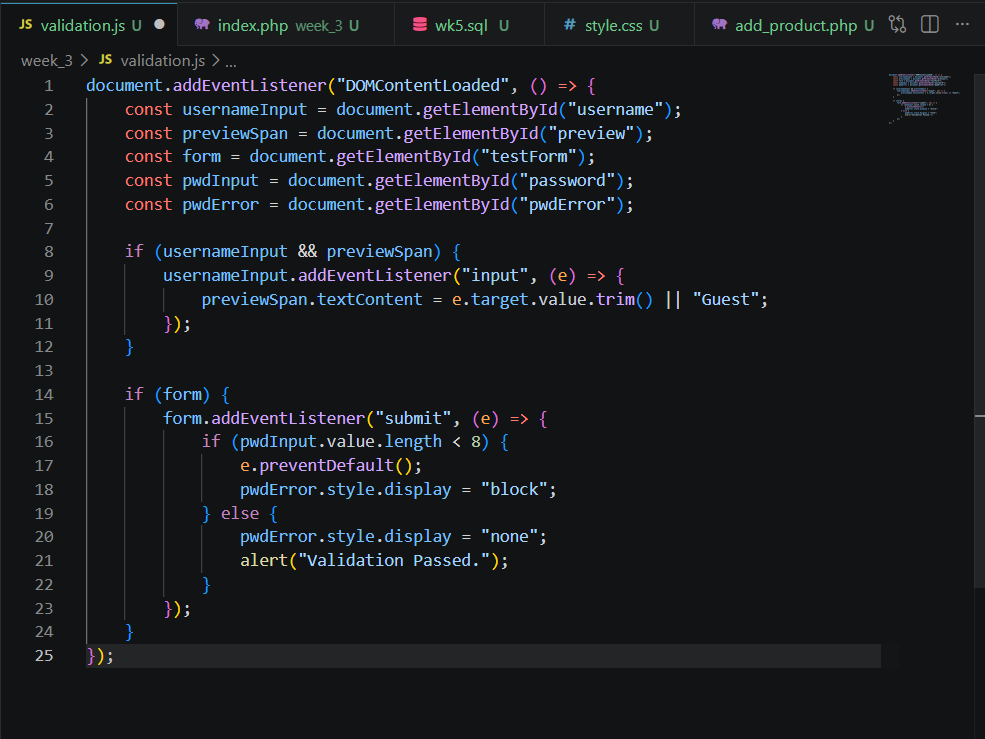 JS validation.js U ● index.php week_3 U wk5.sql U # style.css U add_product.php U ...
week_3 > JS validation.js > ...
1 document.addEventListener("DOMContentLoaded", () => {
2 const usernameInput = document.getElementById("username");
3 const previewSpan = document.getElementById("preview");
4 const form = document.getElementById("testForm");
5 const pwdInput = document.getElementById("password");
6 const pwdError = document.getElementById("pwdError");
7
8 if (usernameInput && previewSpan) {
9 usernameInput.addEventListener("input", (e) => {
10 previewSpan.textContent = e.target.value.trim() || "Guest";
11 });
12 }
13
14 if (form) {
15 form.addEventListener("submit", (e) => {
16 if (pwdInput.value.length < 8) {
17 e.preventDefault();
18 pwdError.style.display = "block";
19 } else {
20 pwdError.style.display = "none";
21 alert("Validation Passed.");
22 }
23 });
24 }
25 });